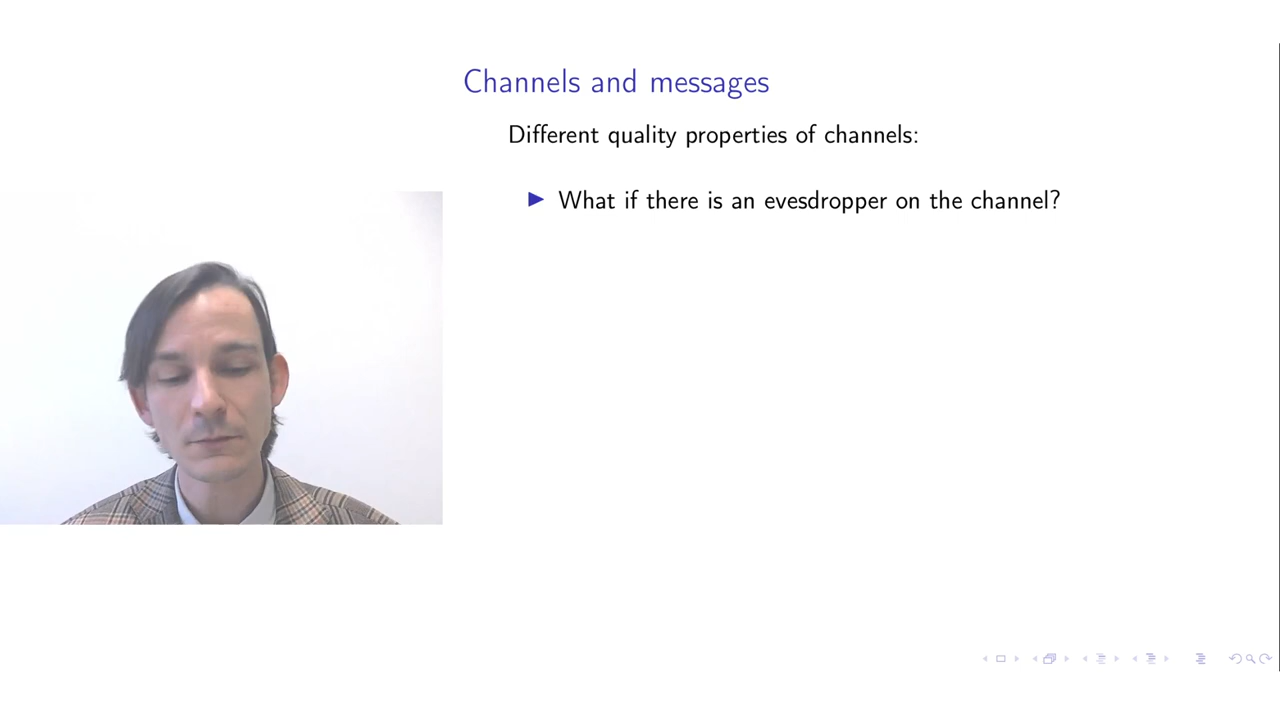 Channels and messages
Different quality properties of channels:
What if there is an evesdropper on the channel?